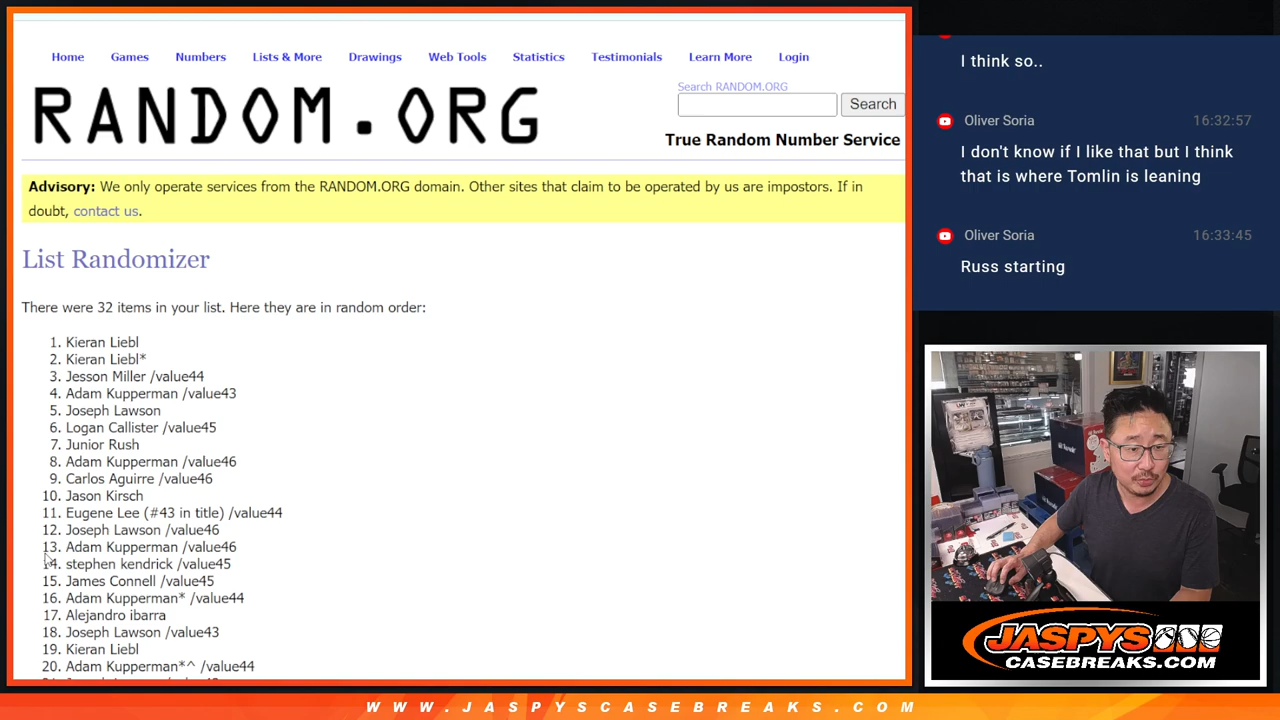 Home Games Numbers Lists & More Drawings Web Tools Statistics Testimonials Learn More Login
RANDOM.ORG
Search RANDOM.ORG
Search
True Random Number Service
Advisory: We only operate services from the RANDOM.ORG domain. Other sites that claim to be operated by us are impostors. If in
doubt, contact us.
List Randomizer
There were 32 items in your list. Here they are in random order:
1. Kieran Liebl
2. Kieran Liebl*
3. Jesson Miller /value44
4. Adam Kupperman /value43
5. Joseph Lawson
6. Logan Callister /value45
7. Junior Rush
8. Adam Kupperman /value46
9. Carlos Aguirre /value46
10. Jason Kirsch
11. Eugene Lee (#43 in title) /value44
12. Joseph Lawson /value46
13. Adam Kupperman /value46
14. stephen kendrick /value45
15. James Connell /value45
16. Adam Kupperman* /value44
17. Alejandro ibarra
18. Joseph Lawson /value43
19. Kieran Liebl
20. Adam Kupperman*^ /value44
I think so..
Oliver Soria 16:32:57
I don't know if I like that but I think
that is where Tomlin is leaning
Oliver Soria 16:33:45
Russ starting
JASPYS
CASEBREAKS.COM
WWW.JASPYSCASEBREAKS.COM